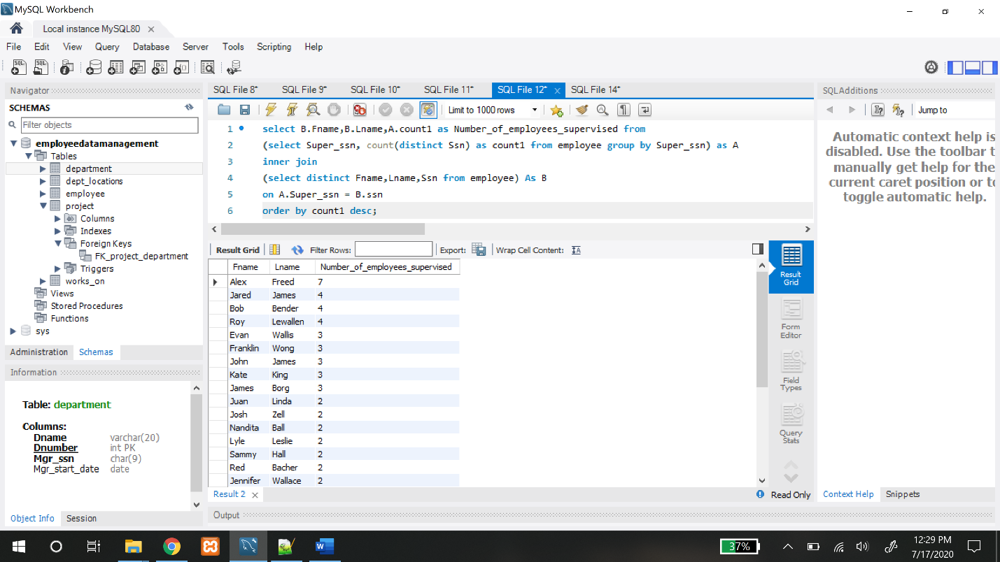 MySQL Workbench
Local instance MySQL80
File Edit View Query Database Server Tools Scripting Help
Navigator
SCHEMAS
Filter objects
employeedatamanagement
Tables
department
dept_locations
employee
project
Columns
Indexes
Foreign Keys
FK_project_department
Triggers
works_on
Views
Stored Procedures
Functions
sys
Administration Schemas
Information
Table: department
Columns:
Dname varchar(20)
Dnumber int PK
Mgr_ssn char(9)
Mgr_start_date date
Object Info Session
SQL File 8* SQL File 9* SQL File 10* SQL File 11* SQL File 12* SQL File 14*
Limit to 1000 rows
1 select B.Fname,B.Lname,A.count1 as Number_of_employees_supervised from
2 (select Super_ssn, count(distinct Ssn) as count1 from employee group by Super_ssn) as A
3 inner join
4 (select distinct Fname,Lname,Ssn from employee) As B
5 on A.Super_ssn = B.ssn
6 order by count1 desc;
Result Grid Filter Rows: Export: Wrap Cell Content:
Fname Lname Number_of_employees_supervised
Alex Freed 7
Jared James 4
Bob Bender 4
Roy Lewallen 4
Evan Wallis 3
Franklin Wong 3
John James 3
Kate King 3
James Borg 3
Juan Linda 2
Josh Zell 2
Nandita Ball 2
Lyle Leslie 2
Sammy Hall 2
Red Bacher 2
Jennifer Wallace 2
Result
Grid
Form
Editor
Field
Types
Query
Stats
Result 2
Read Only
Output
SQLAdditions
Jump to
Automatic context help is
disabled. Use the toolbar t
manually get help for the
current caret position or to
toggle automatic help.
Context Help Snippets
37%
12:29 PM
7/17/2020